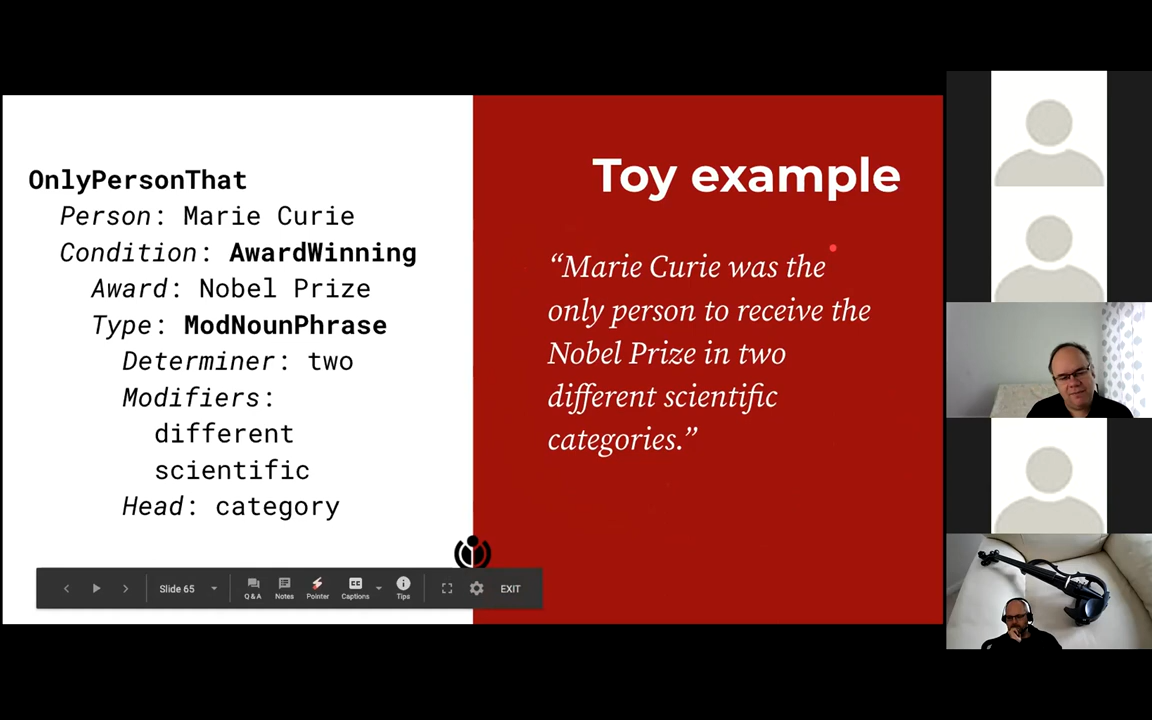 OnlyPersonThat
Person: Marie Curie
Condition: AwardWinning
Award: Nobel Prize
Type: ModNounPhrase
Determiner: two
Modifiers:
different
scientific
Head: category
Toy example
“Marie Curie was the
only person to receive the
Nobel Prize in two
different scientific
categories.”
Slide 65
Q & A
Notes
Pointer
Captions
Tips
EXIT
CC